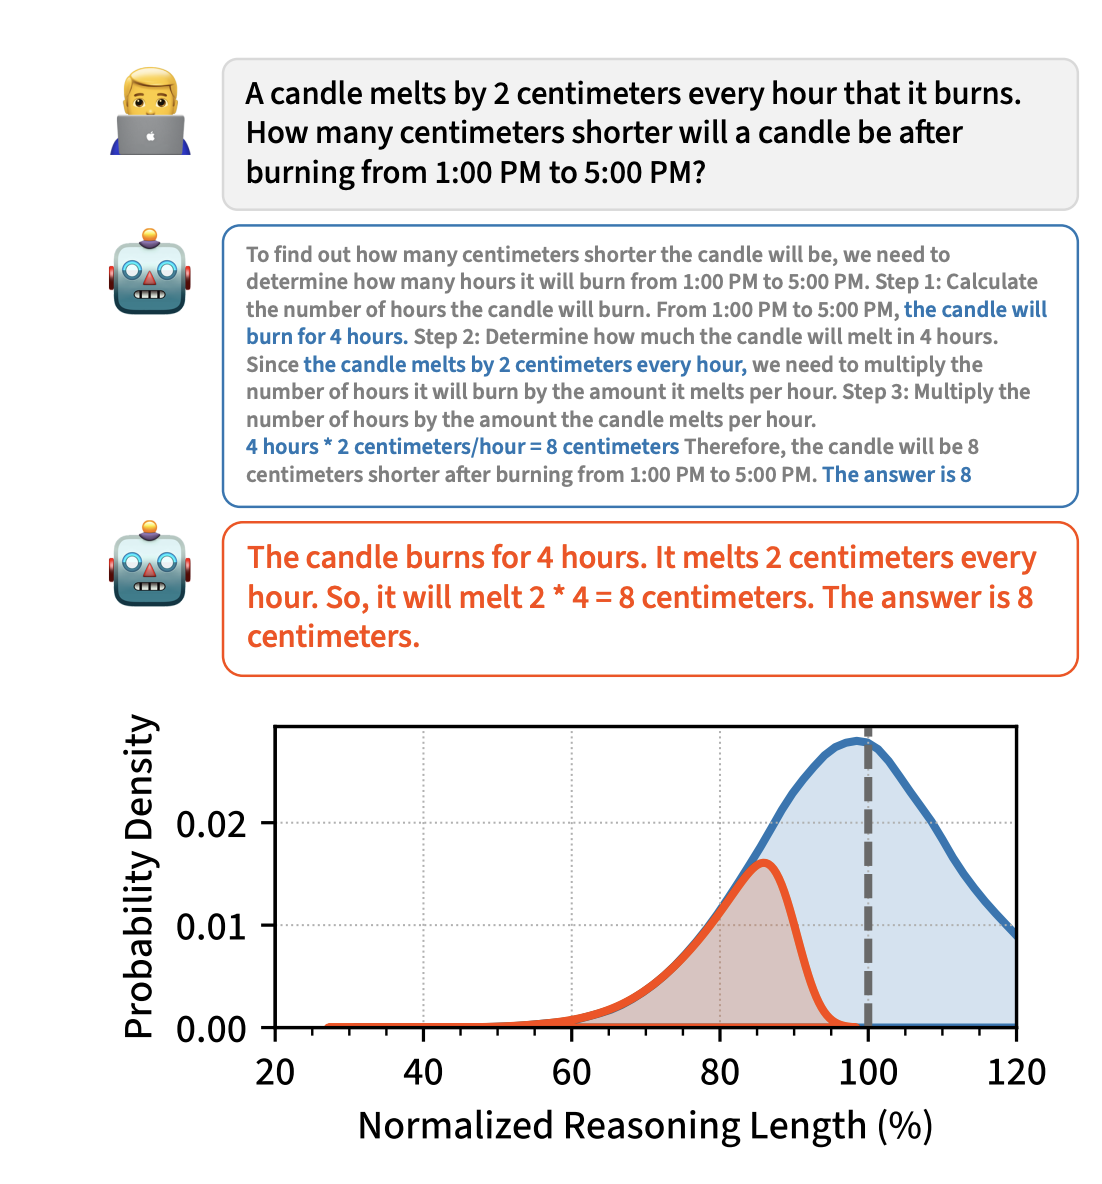 A candle melts by 2 centimeters every hour that it burns.
How many centimeters shorter will a candle be after
burning from 1:00 PM to 5:00 PM?
To find out how many centimeters shorter the candle will be, we need to
determine how many hours it will burn from 1:00 PM to 5:00 PM. Step 1: Calculate
the number of hours the candle will burn. From 1:00 PM to 5:00 PM, the candle will
burn for 4 hours. Step 2: Determine how much the candle will melt in 4 hours.
Since the candle melts by 2 centimeters every hour, we need to multiply the
number of hours it will burn by the amount it melts per hour. Step 3: Multiply the
number of hours by the amount the candle melts per hour.
4 hours * 2 centimeters/hour = 8 centimeters Therefore, the candle will be 8
centimeters shorter after burning from 1:00 PM to 5:00 PM. The answer is 8
The candle burns for 4 hours. It melts 2 centimeters every
hour. So, it will melt 2 * 4 = 8 centimeters. The answer is 8
centimeters.
Probability Density
0.02
0.01
0.00
20 40 60 80 100 120
Normalized Reasoning Length (%)